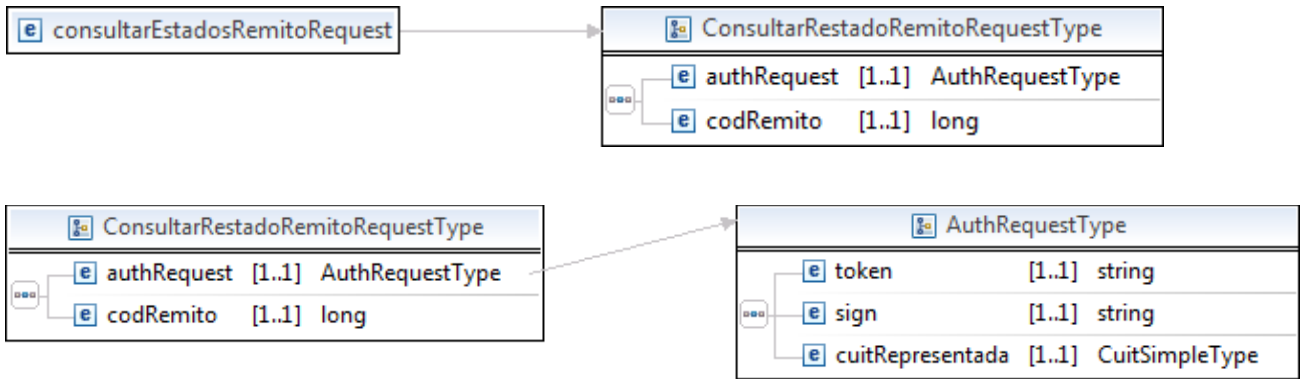 consultarEstadosRemitoRequest
ConsultarRestadoRemitoRequestType
e authRequest [1..1] AuthRequestType
e codRemito [1..1] long
ConsultarRestadoRemitoRequestType
e authRequest [1..1] AuthRequestType
e codRemito [1..1] long
AuthRequestType
e token [1..1] string
e sign [1..1] string
e cuitRepresentada [1..1] CuitSimpleType